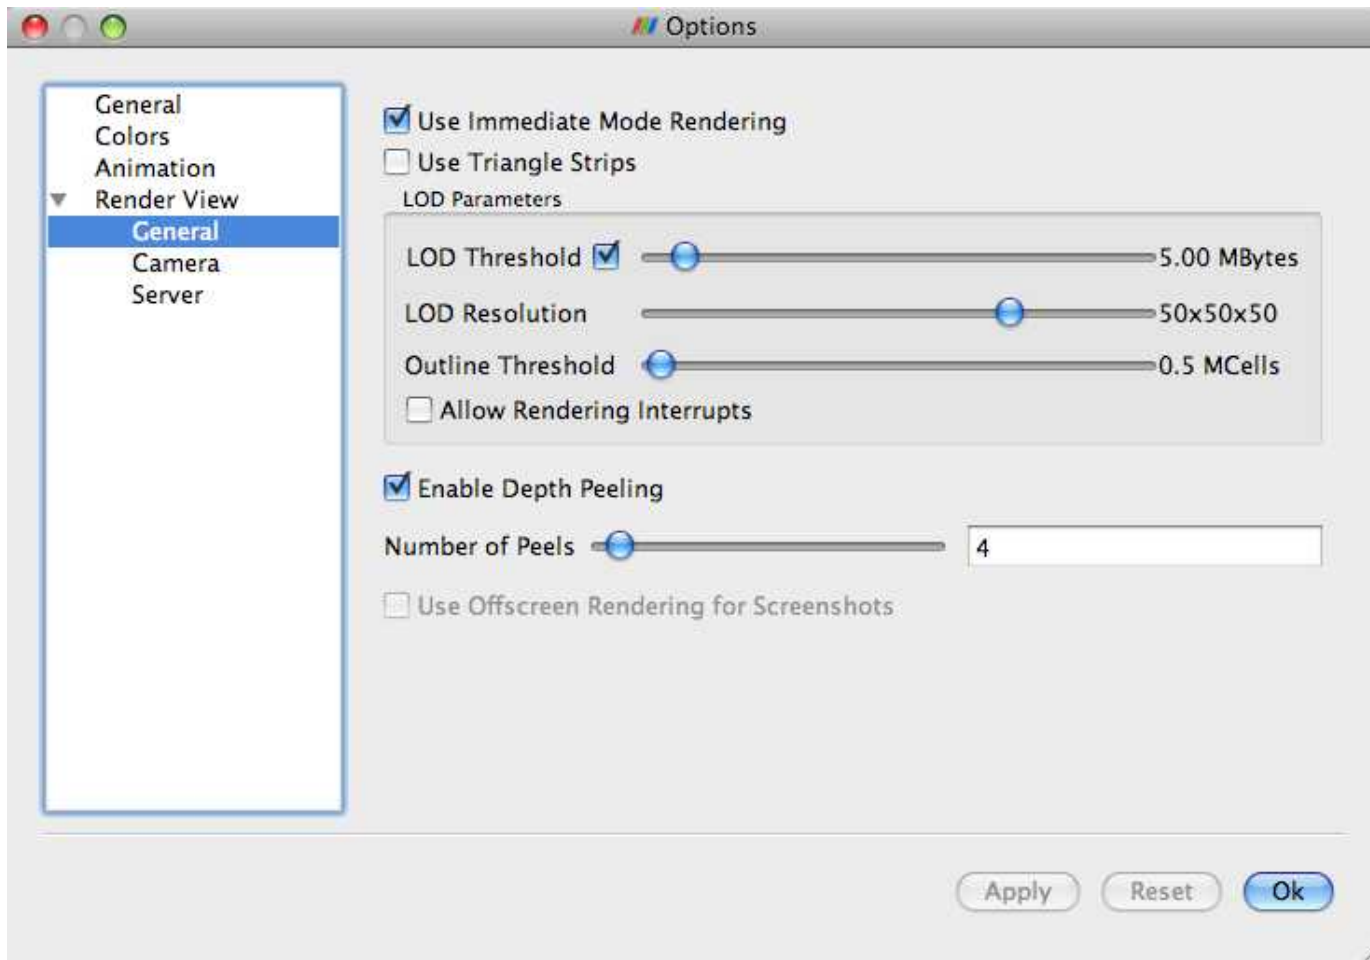 Options
General
Colors
Animation
Render View
General
Camera
Server
Use Immediate Mode Rendering
Use Triangle Strips
LOD Parameters
LOD Threshold 5.00 MBytes
LOD Resolution 50x50x50
Outline Threshold 0.5 MCells
Allow Rendering Interrupts
Enable Depth Peeling
Number of Peels 4
Use Offscreen Rendering for Screenshots
Apply Reset Ok